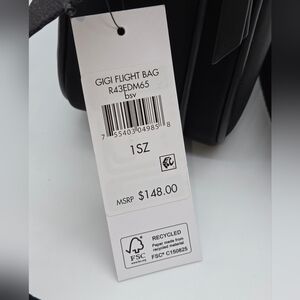 GIGI FLIGHT BAG
R43EDM65
bsv
7 55403 04985 8
1SZ
MSRP $148.00
FSC
RECYCLED
Paper made from
recycled material
FSC® C150625